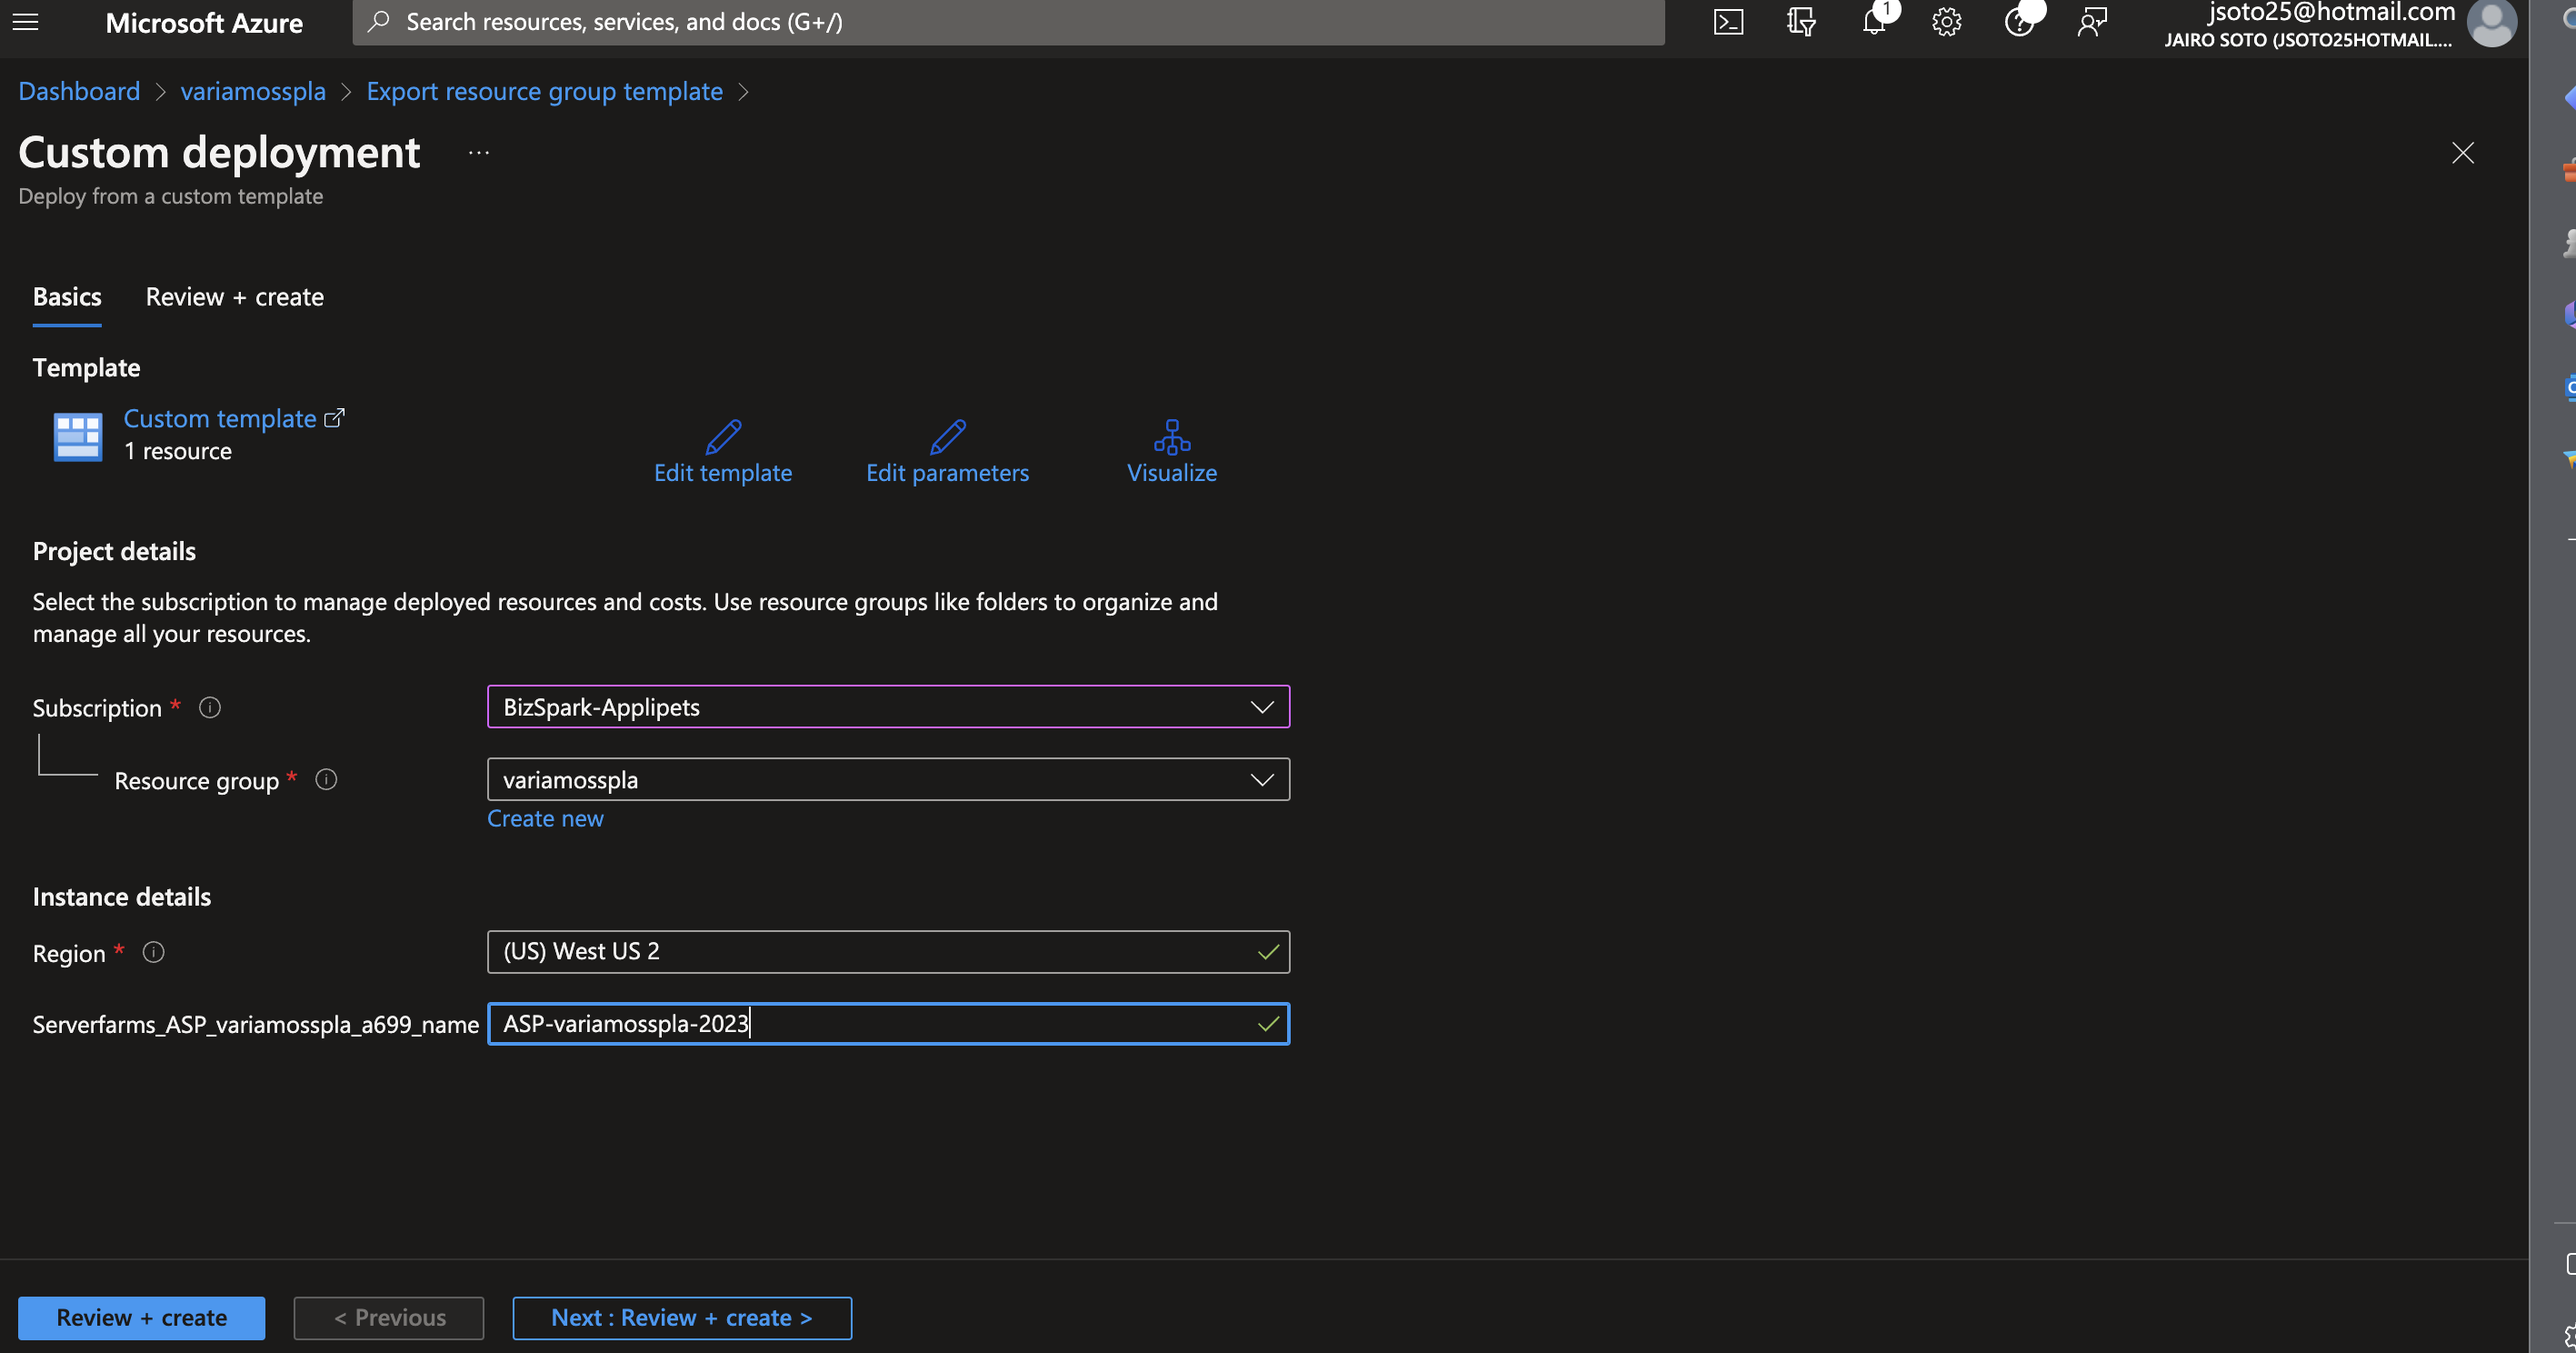 Microsoft Azure
Search resources, services, and docs (G+/)
1
jsoto25@hotmail.com
JAIRO SOTO (JSOTO25HOTMAIL....
Dashboard > variamosspla > Export resource group template >
Custom deployment ...
Deploy from a custom template
Basics Review + create
Template
Custom template
1 resource
Edit template Edit parameters Visualize
Project details
Select the subscription to manage deployed resources and costs. Use resource groups like folders to organize and
manage all your resources.
Subscription * BizSpark-Applipets
Resource group * variamosspla
Create new
Instance details
Region * (US) West US 2
Serverfarms_ASP_variamosspla_a699_name ASP-variamosspla-2023
Review + create < Previous Next : Review + create >